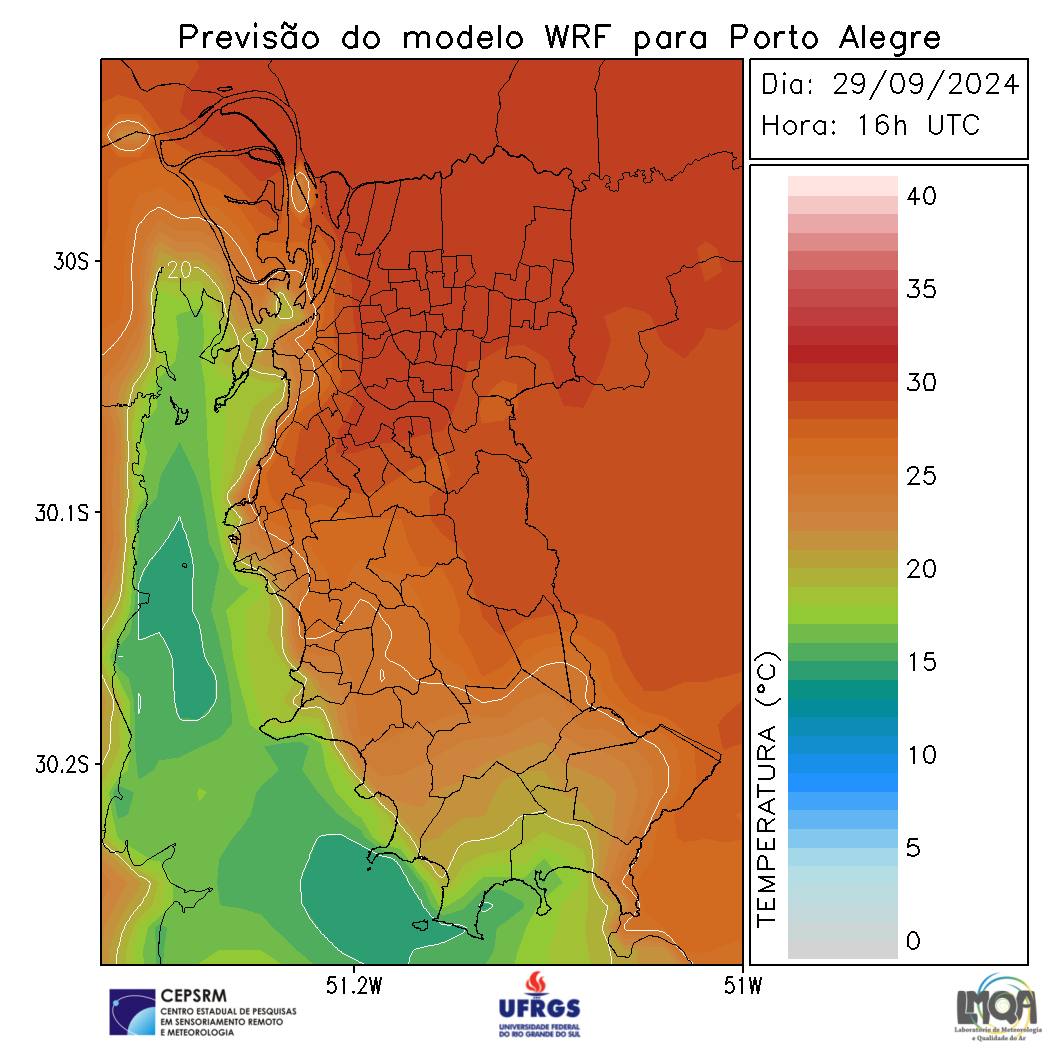 Previsão do modelo WRF para Porto Alegre
Dia: 29/09/2024
Hora: 16h UTC
30S
30.1S
30.2S
51.2W
51W
20
40
35
30
25
20
15
10
5
0
TEMPERATURA (°C)
CEPSRM
CENTRO ESTADUAL DE PESQUISAS
EM SENSORIAMENTO REMOTO
E METEOROLOGIA
UFRGS
UNIVERSIDADE FEDERAL
DO RIO GRANDE DO SUL
LMQA
Laboratório de Meteorologia
e Qualidade do Ar